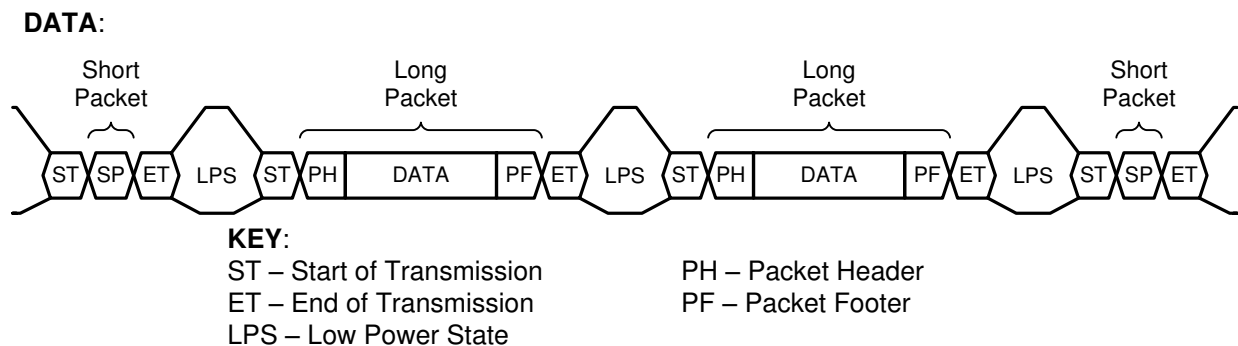 DATA:
Short Packet
Long Packet
Long Packet
Short Packet
ST SP ET LPS ST PH DATA PF ET LPS ST PH DATA PF ET LPS ST SP ET
KEY:
ST – Start of Transmission
ET – End of Transmission
LPS – Low Power State
PH – Packet Header
PF – Packet Footer